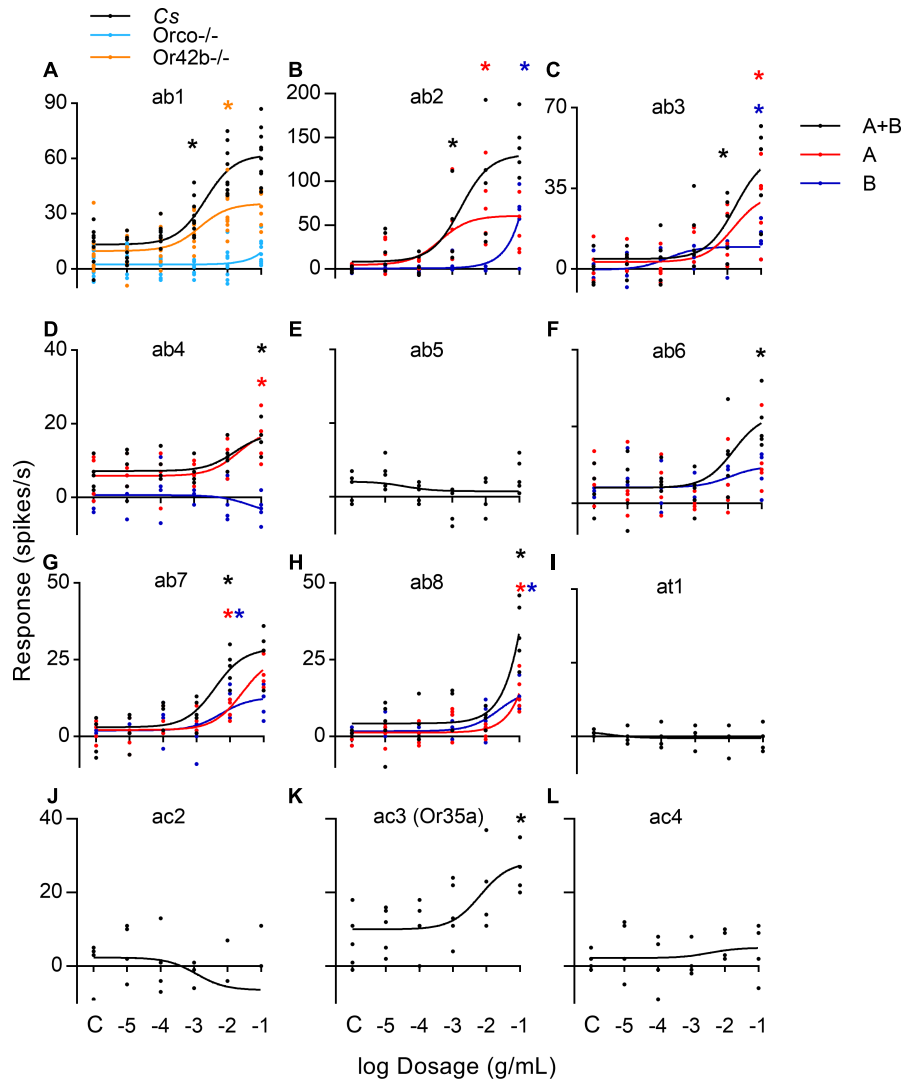 Cs
Orco-/-
Or42b-/-
A
ab1
*
*
90
60
30
0
B
ab2
*
*
*
200
150
100
50
0
C
ab3
*
*
*
70
35
0
A+B
A
B
D
ab4
*
*
40
20
0
E
ab5
F
ab6
*
G
ab7
*
**
50
25
0
H
ab8
*
**
50
25
0
I
at1
J
ac2
40
20
0
K
ac3 (Or35a)
*
L
ac4
Response (spikes/s)
C -5 -4 -3 -2 -1
C -5 -4 -3 -2 -1
C -5 -4 -3 -2 -1
log Dosage (g/mL)